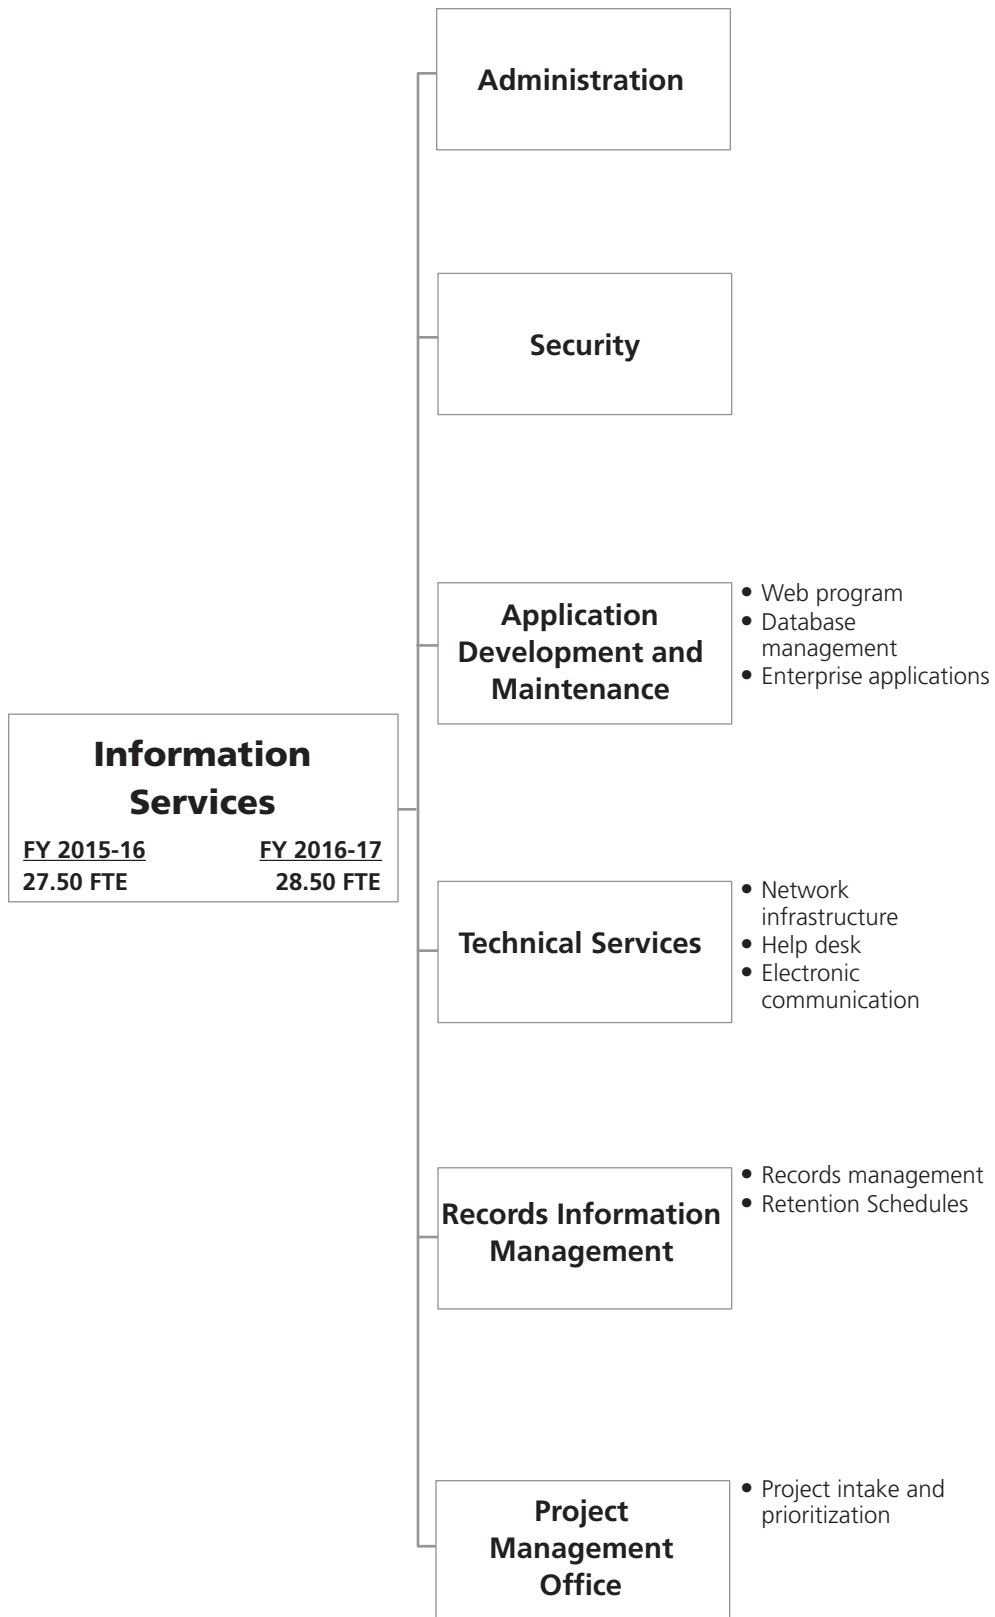 Administration
Security
Application
Development and
Maintenance
• Web program
• Database
management
• Enterprise applications
Information
Services
FY 2015-16 FY 2016-17
27.50 FTE 28.50 FTE
Technical Services
• Network
infrastructure
• Help desk
• Electronic
communication
Records Information
Management
• Records management
• Retention Schedules
Project
Management
Office
• Project intake and
prioritization